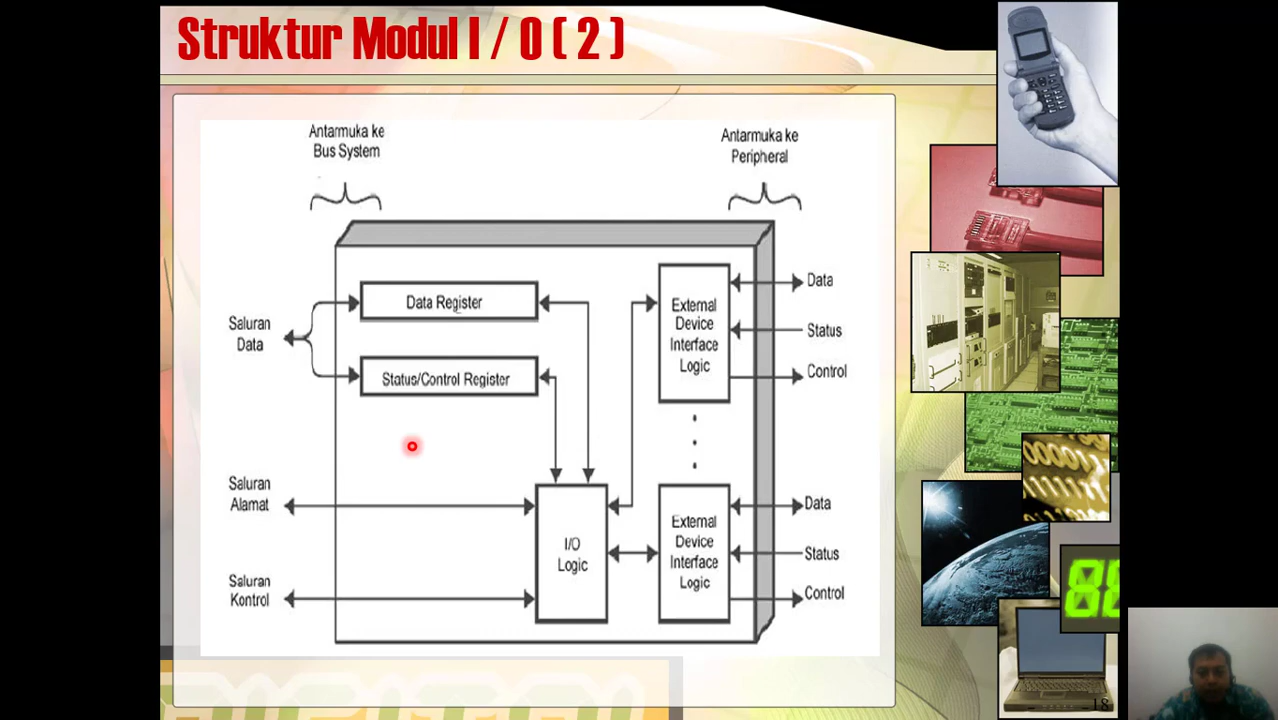 Struktur Modul I / O ( 2 )
Antarmuka ke
Bus System
Antarmuka ke
Peripheral
Saluran
Data
Data Register
Status/Control Register
External
Device
Interface
Logic
Data
Status
Control
Saluran
Alamat
Saluran
Kontrol
I/O
Logic
External
Device
Interface
Logic
Data
Status
Control
18